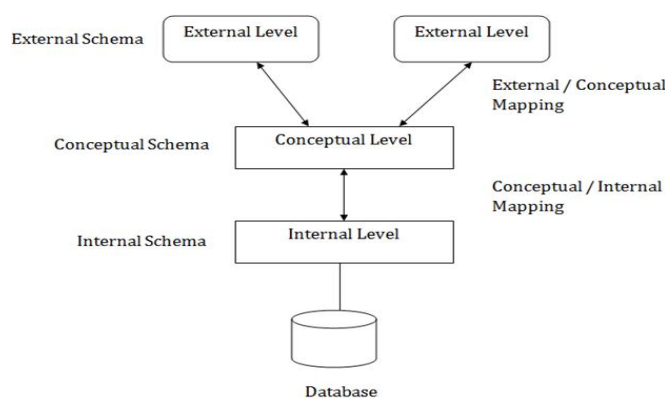 External Level
External Level
External Schema
External / Conceptual
Mapping
Conceptual Schema
Conceptual Level
Conceptual / Internal
Mapping
Internal Schema
Internal Level
Database